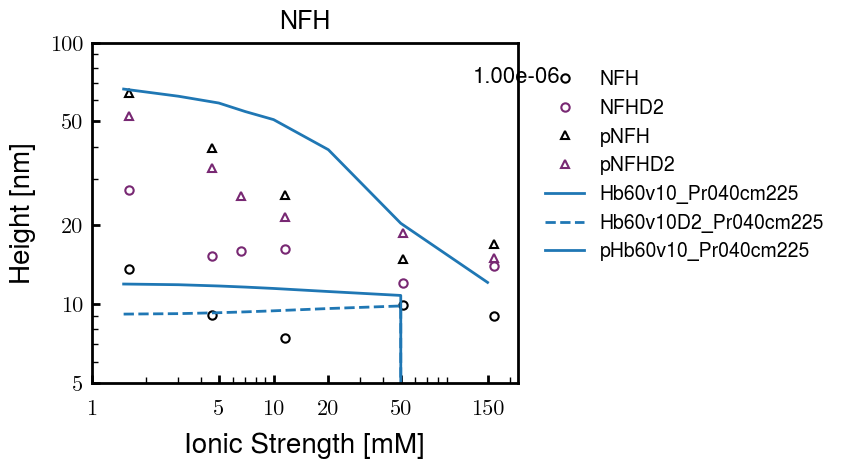 NFH
100
50
20
10
5
Height [nm]
1
5
10
20
50
150
Ionic Strength [mM]
1.00e-06
NFH
NFHD2
pNFH
pNFHD2
Hb60v10_Pr040cm225
Hb60v10D2_Pr040cm225
pHb60v10_Pr040cm225